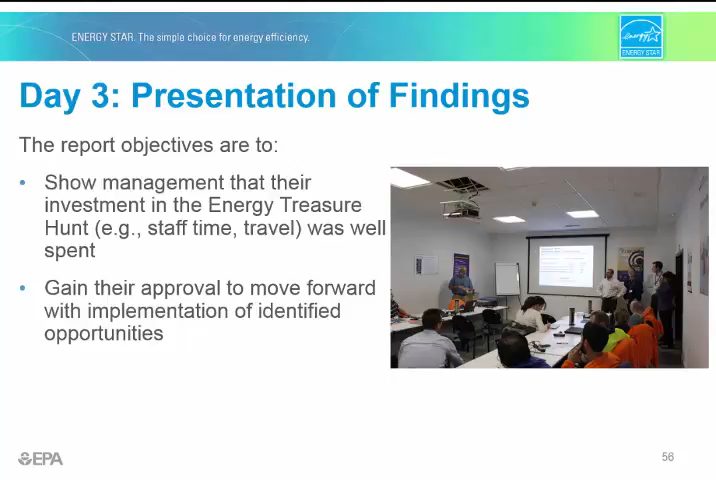 ENERGY STAR. The simple choice for energy efficiency.
energy
ENERGY STAR
Day 3: Presentation of Findings
The report objectives are to:
• Show management that their
investment in the Energy Treasure
Hunt (e.g., staff time, travel) was well
spent
• Gain their approval to move forward
with implementation of identified
opportunities
EPA
56